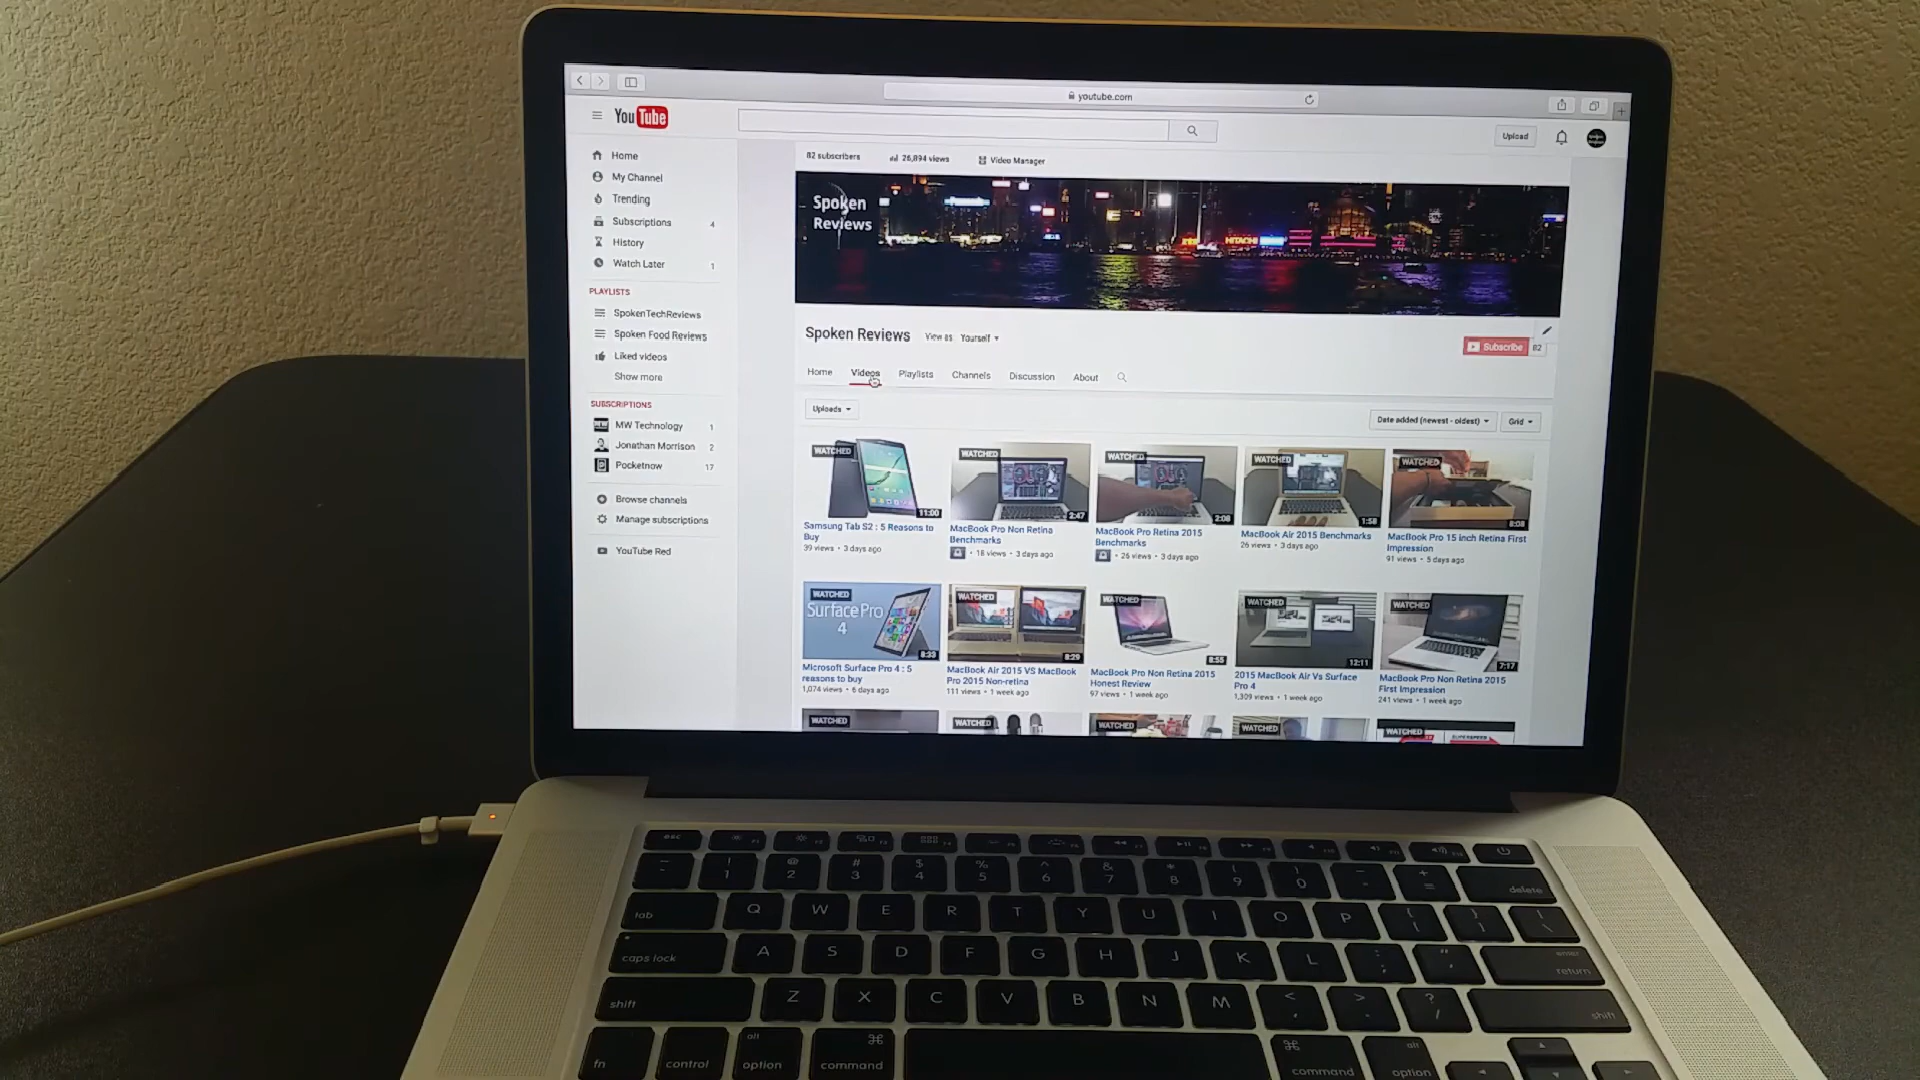 youtube.com
YouTube
Upload
Home
My Channel
Trending
Subscriptions 4
History
Watch Later 1
PLAYLISTS
SpokenTechReviews
Spoken Food Reviews
Liked videos
Show more
SUBSCRIPTIONS
MW Technology 1
Jonathan Morrison 2
Pocketnow 17
Browse channels
Manage subscriptions
YouTube Red
82 subscribers 26,894 views Video Manager
Spoken
Reviews
HITACHI
Spoken Reviews View as Yourself
Subscribe 82
Home Videos Playlists Channels Discussion About
Uploads
Date added (newest - oldest) Grid
WATCHED
11:00
Samsung Tab S2 : 5 Reasons to
Buy
39 views • 3 days ago
WATCHED
2:47
MacBook Pro Non Retina
Benchmarks
18 views • 3 days ago
WATCHED
2:08
MacBook Pro Retina 2015
Benchmarks
25 views • 3 days ago
WATCHED
1:58
MacBook Air 2015 Benchmarks
26 views • 3 days ago
WATCHED
8:08
MacBook Pro 15 inch Retina First
Impression
91 views • 5 days ago
WATCHED
Surface Pro
4
8:33
Microsoft Surface Pro 4 : 5
reasons to buy
1,074 views • 6 days ago
WATCHED
8:29
MacBook Air 2015 VS MacBook
Pro 2015 Non-retina
111 views • 1 week ago
WATCHED
8:55
MacBook Pro Non Retina 2015
Honest Review
97 views • 1 week ago
WATCHED
12:11
2015 MacBook Air Vs Surface
Pro 4
1,309 views • 1 week ago
WATCHED
7:17
MacBook Pro Non Retina 2015
First Impression
241 views • 1 week ago
WATCHED
WATCHED
WATCHED
WATCHED
WATCHED
esc
! @ # $ % ^ & * ( ) _ +
1 2 3 4 5 6 7 8 9 0 - = delete
tab Q W E R T Y U I O P { } |
[ ] \
caps lock A S D F G H J K L : " enter
; ' return
shift Z X C V B N M < > ? shift
, . /
alt ⌘ ⌘ alt
fn control option command command option